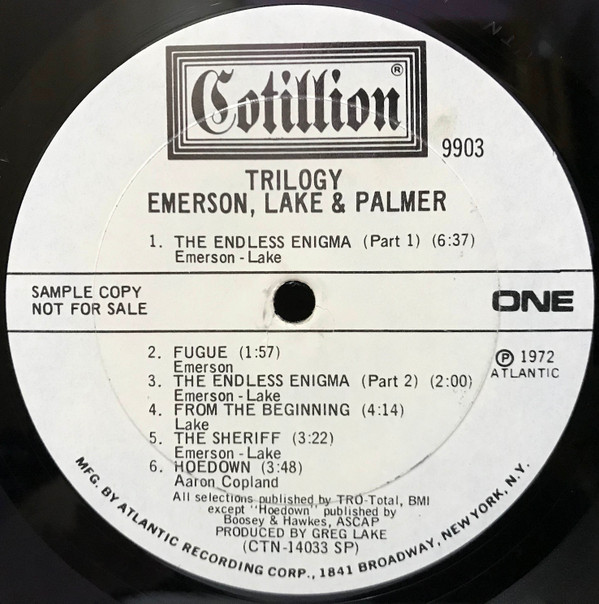 Cotillion®
9903
TRILOGY
EMERSON, LAKE & PALMER
1. THE ENDLESS ENIGMA (Part 1) (6:37)
Emerson - Lake
SAMPLE COPY
NOT FOR SALE
ONE
2. FUGUE (1:57)
Emerson
3. THE ENDLESS ENIGMA (Part 2) (2:00)
Emerson - Lake
4. FROM THE BEGINNING (4:14)
Lake
5. THE SHERIFF (3:22)
Emerson - Lake
6. HOEDOWN (3:48)
Aaron Copland
℗ 1972
ATLANTIC
All selections published by TRO-Total, BMI
except "Hoedown" published by
Boosey & Hawkes, ASCAP
PRODUCED BY GREG LAKE
(CTN-14033 SP)
MFG. BY ATLANTIC RECORDING CORP., 1841 BROADWAY, NEW YORK, N.Y.